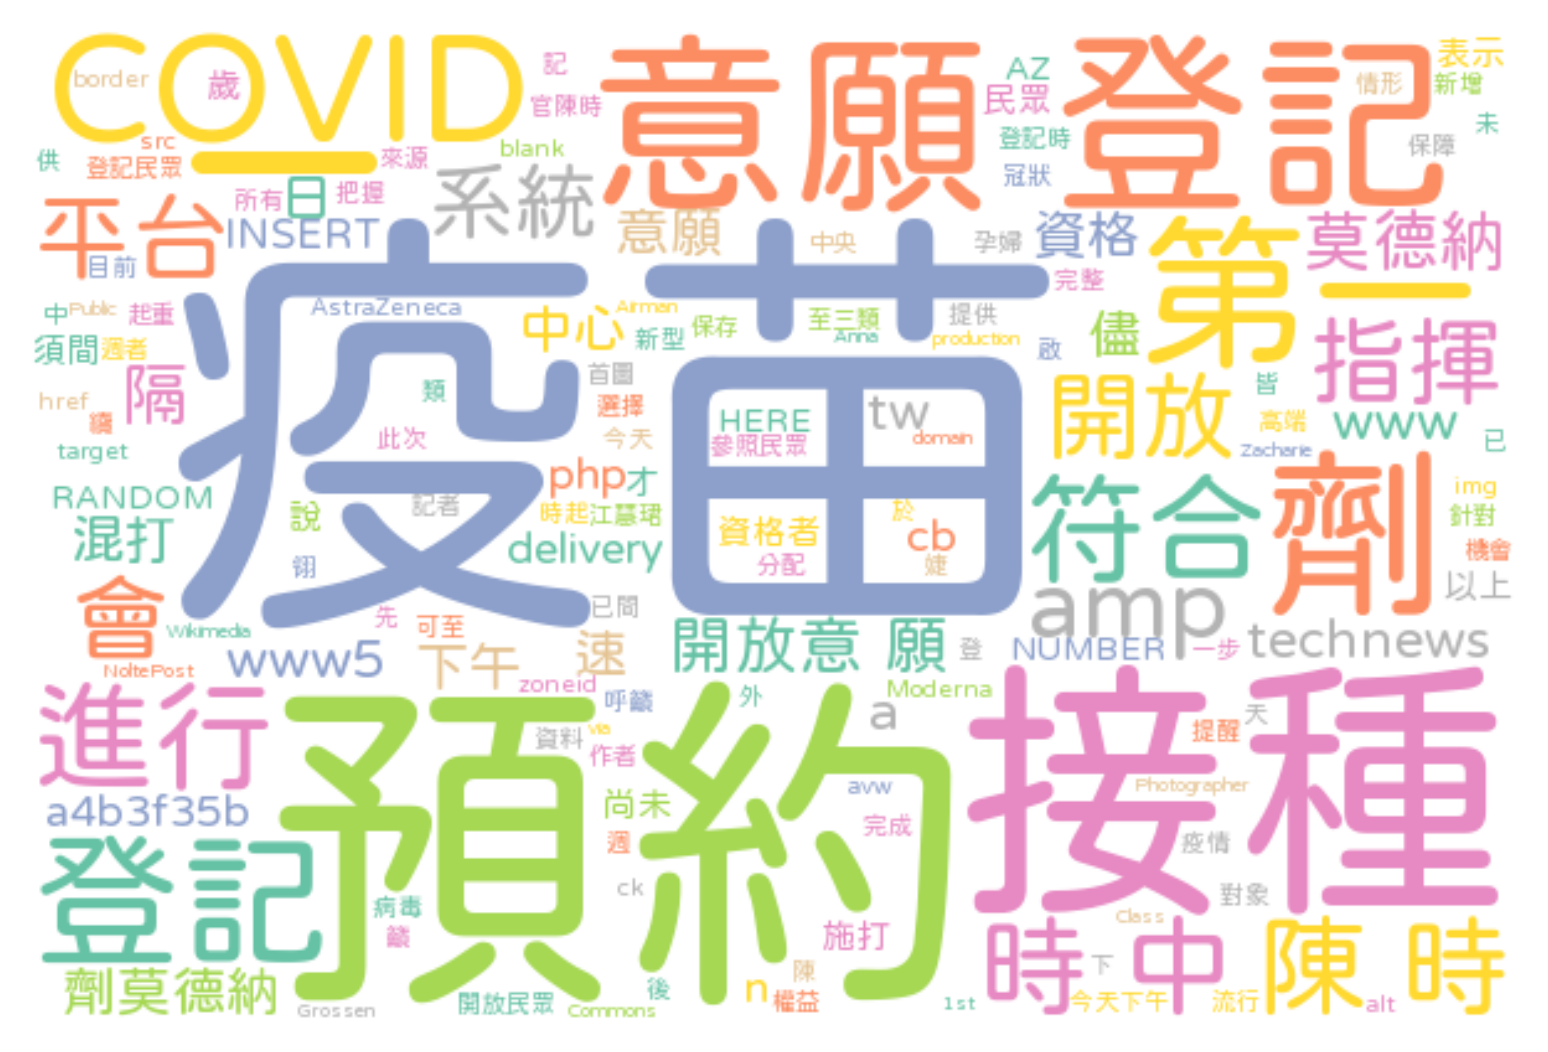 COVID
border
歲
記
官陳時
意願登記
AZ
民眾
登記時
冠狀
表示
情形
新增
未
保障
供
src
登記民眾
一
來源
blank
所有
日
把握
系統
平台
目前
INSERT
意願
中央
孕婦
資格
完整
第
莫德納
一
疫苗
中
Public
起重
AstraZeneca
中心
Airman
新型
保存
至三類
Anna
提供
production
啟
儘
指揮
須間
週者
隔
href
target
類
此次
首圖
選擇
今天
HERE
參照民眾
tw
domain
開放
皆
高端
www
Zacharie
已
RANDOM
混打
說
記者
php
才
時起
江慧珺
delivery
資格者
分配
於
cb
婕
符合
劑
img
針對
機會
以上
翃
會
Wikimedia
NoltePost
先
可至
已間
www5
下午
速
zoneid
開放意 願
登
amp
NUMBER
一步
technews
進行
a4b3f35b
預約
資料
呼籲
via
作者
外
Moderna
a
接種
提醒
天
Photographer
尚未
週
avw
完成
疫情
對象
登記
病毒
籲
ck
施打
Class
時中
下
陳 時
劑莫德納
Grossen
開放民眾
Commons
後
n
陳
權益
1st
今天下午
流行
alt